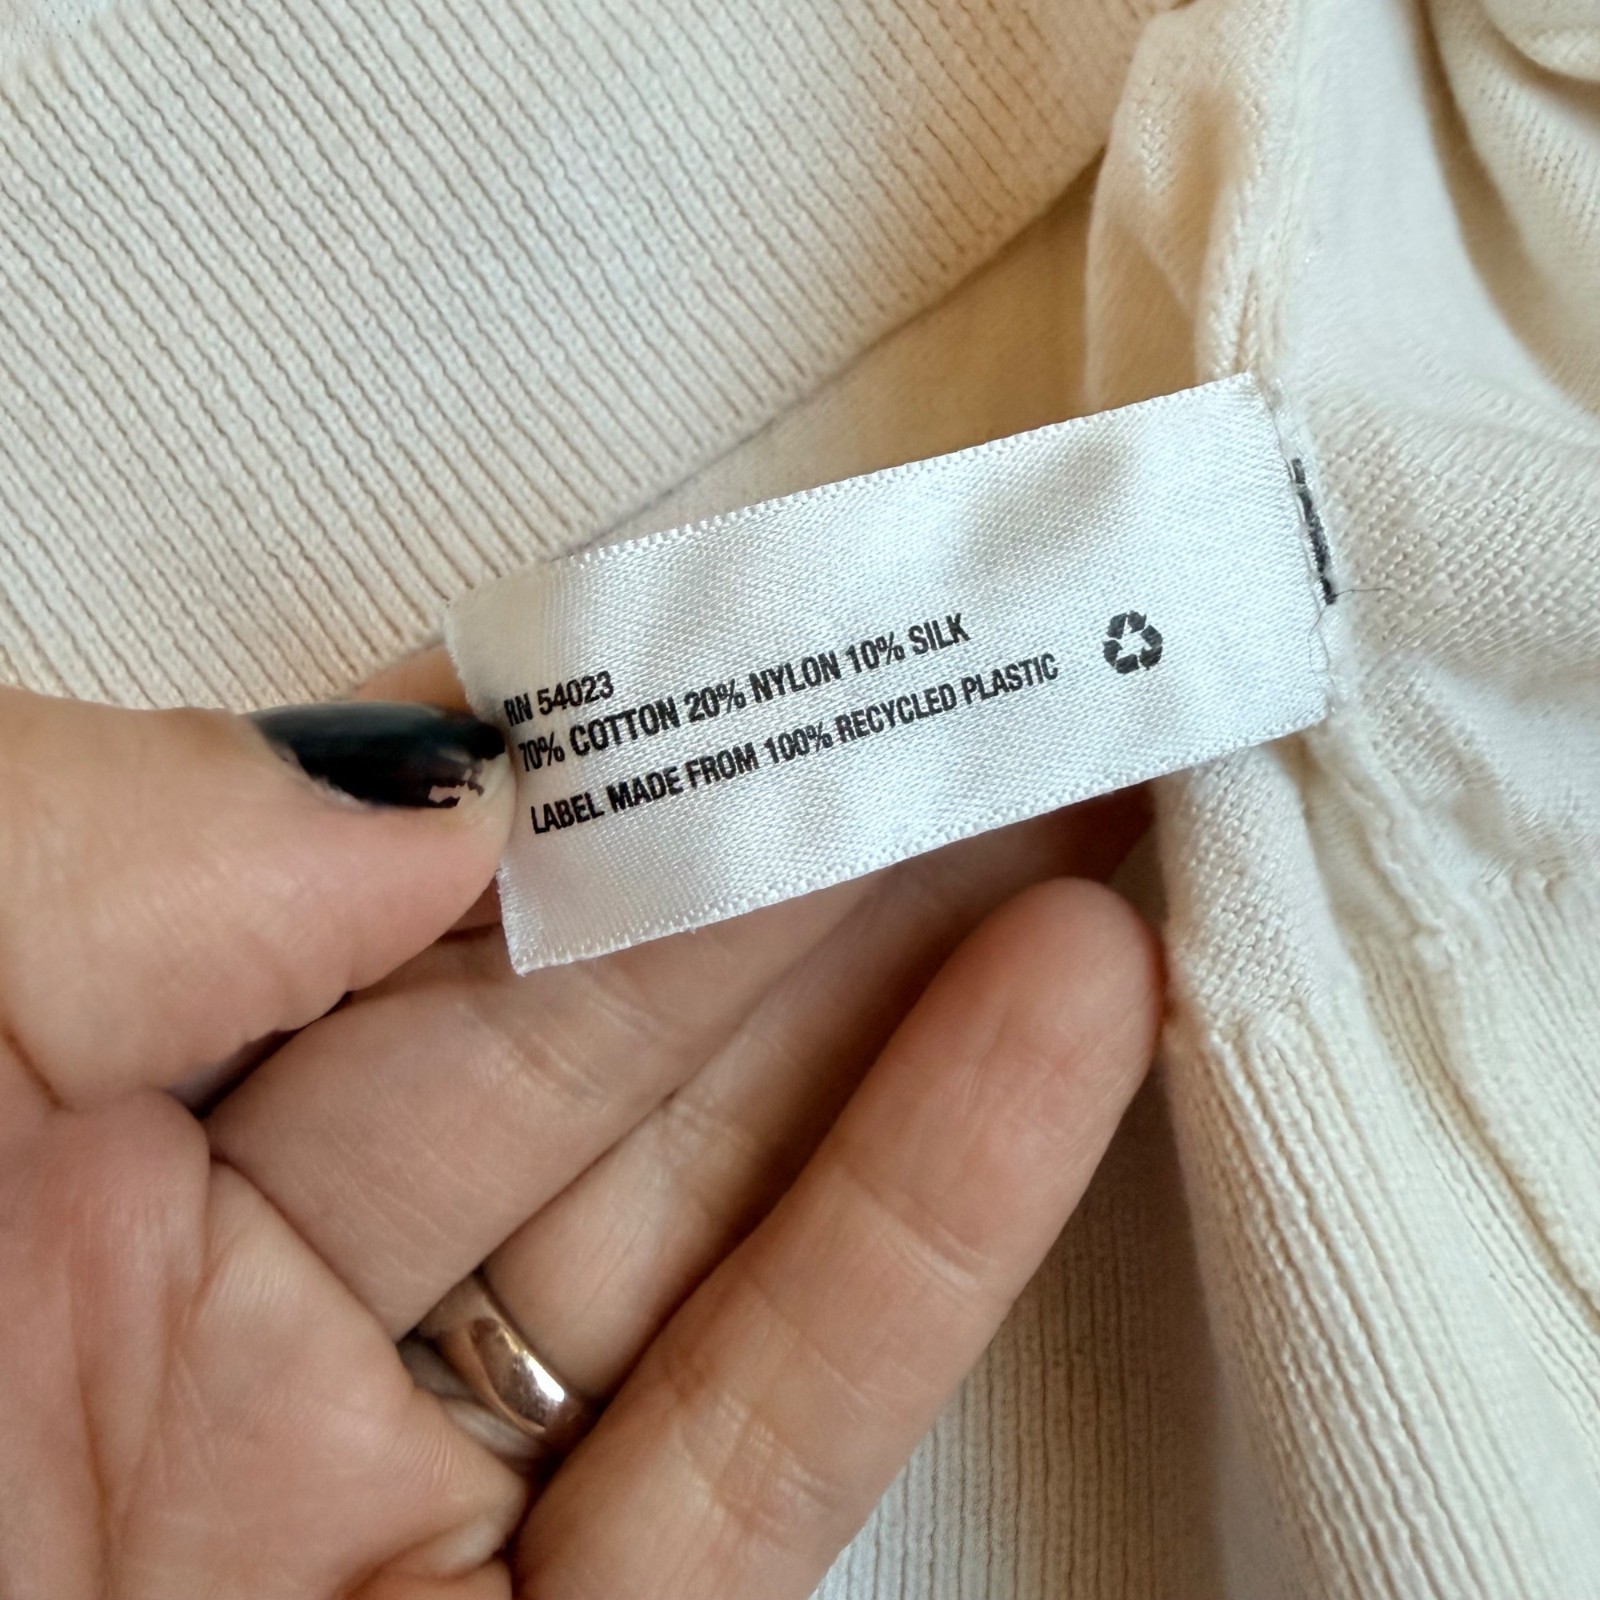 RN 54023
70% COTTON 20% NYLON 10% SILK
LABEL MADE FROM 100% RECYCLED PLASTIC